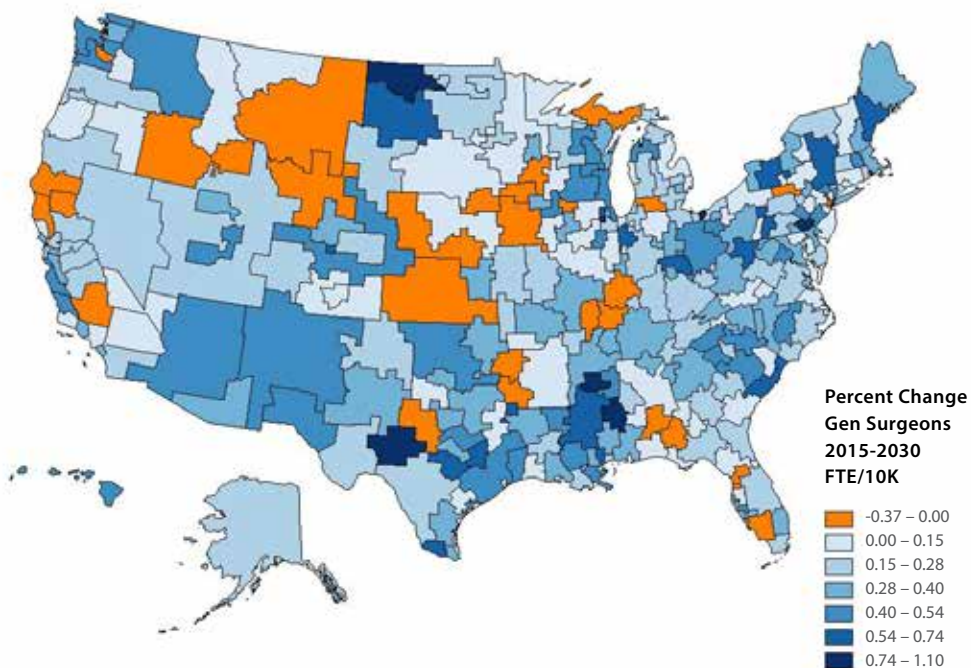 Percent Change
Gen Surgeons
2015-2030
FTE/10K
-0.37 – 0.00
0.00 – 0.15
0.15 – 0.28
0.28 – 0.40
0.40 – 0.54
0.54 – 0.74
0.74 – 1.10